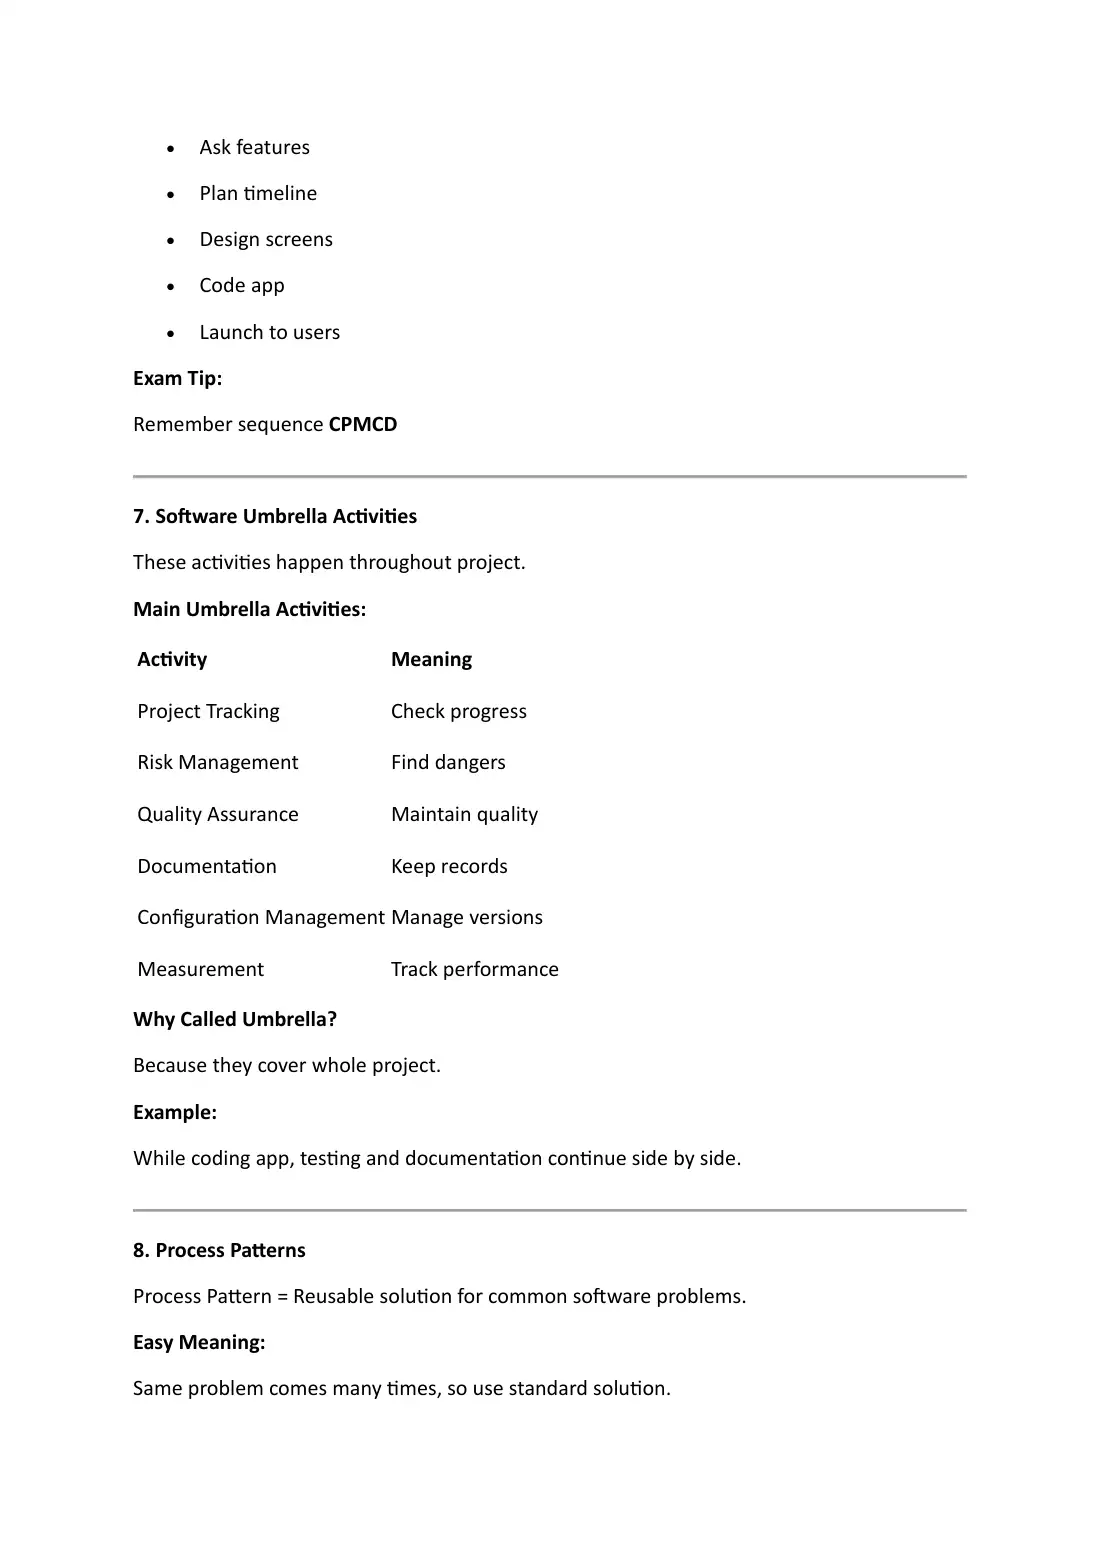 • Ask features
• Plan timeline
• Design screens
• Code app
• Launch to users
Exam Tip:
Remember sequence CPMCD
7. Software Umbrella Activities
These activities happen throughout project.
Main Umbrella Activities:
Activity Meaning
Project Tracking Check progress
Risk Management Find dangers
Quality Assurance Maintain quality
Documentation Keep records
Configuration Management Manage versions
Measurement Track performance
Why Called Umbrella?
Because they cover whole project.
Example:
While coding app, testing and documentation continue side by side.
8. Process Patterns
Process Pattern = Reusable solution for common software problems.
Easy Meaning:
Same problem comes many times, so use standard solution.